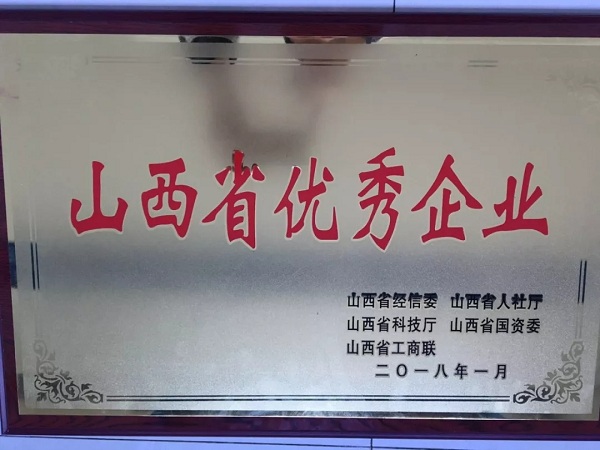 山西省优秀企业
山西省经信委 山西省人社厅
山西省科技厅 山西省国资委
山西省工商联
二〇一八年一月